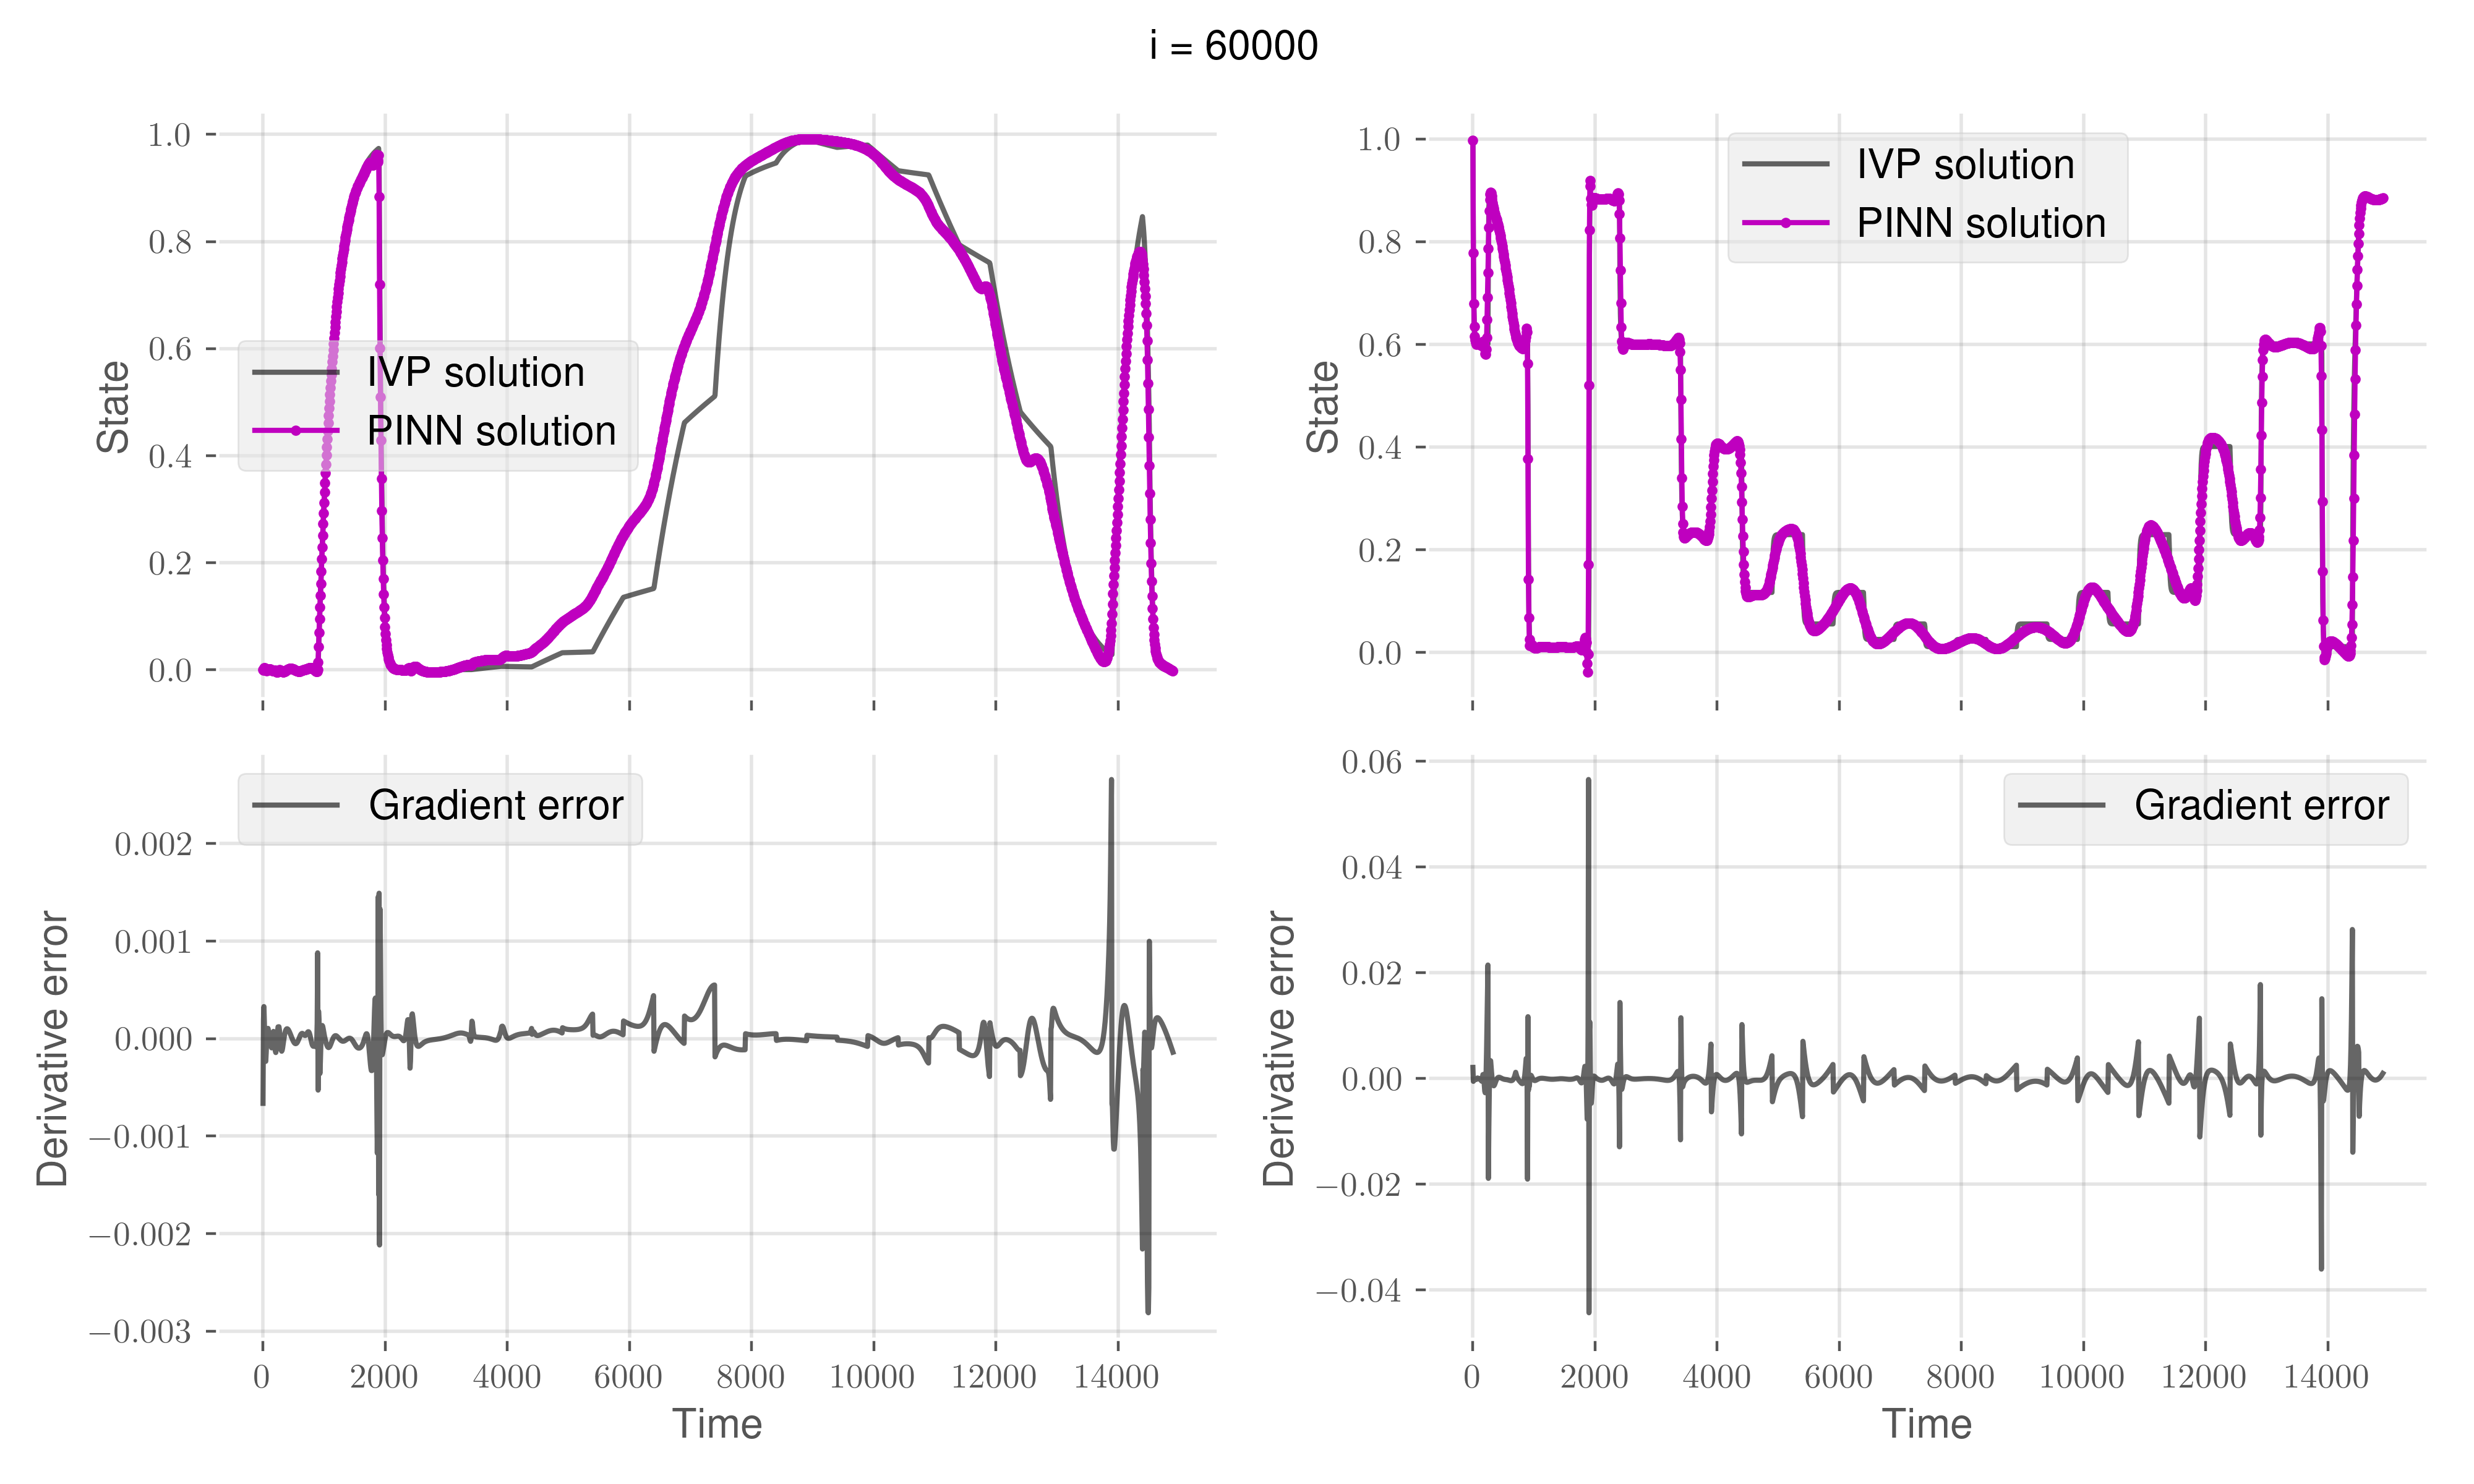 i = 60000
1.0
0.8
0.6
0.4
0.2
0.0
State
IVP solution
PINN solution
1.0
0.8
0.6
0.4
0.2
0.0
State
IVP solution
PINN solution
0.002
0.001
0.000
−0.001
−0.002
−0.003
Derivative error
Gradient error
0 2000 4000 6000 8000 10000 12000 14000
Time
0.06
0.04
0.02
0.00
−0.02
−0.04
Derivative error
Gradient error
0 2000 4000 6000 8000 10000 12000 14000
Time